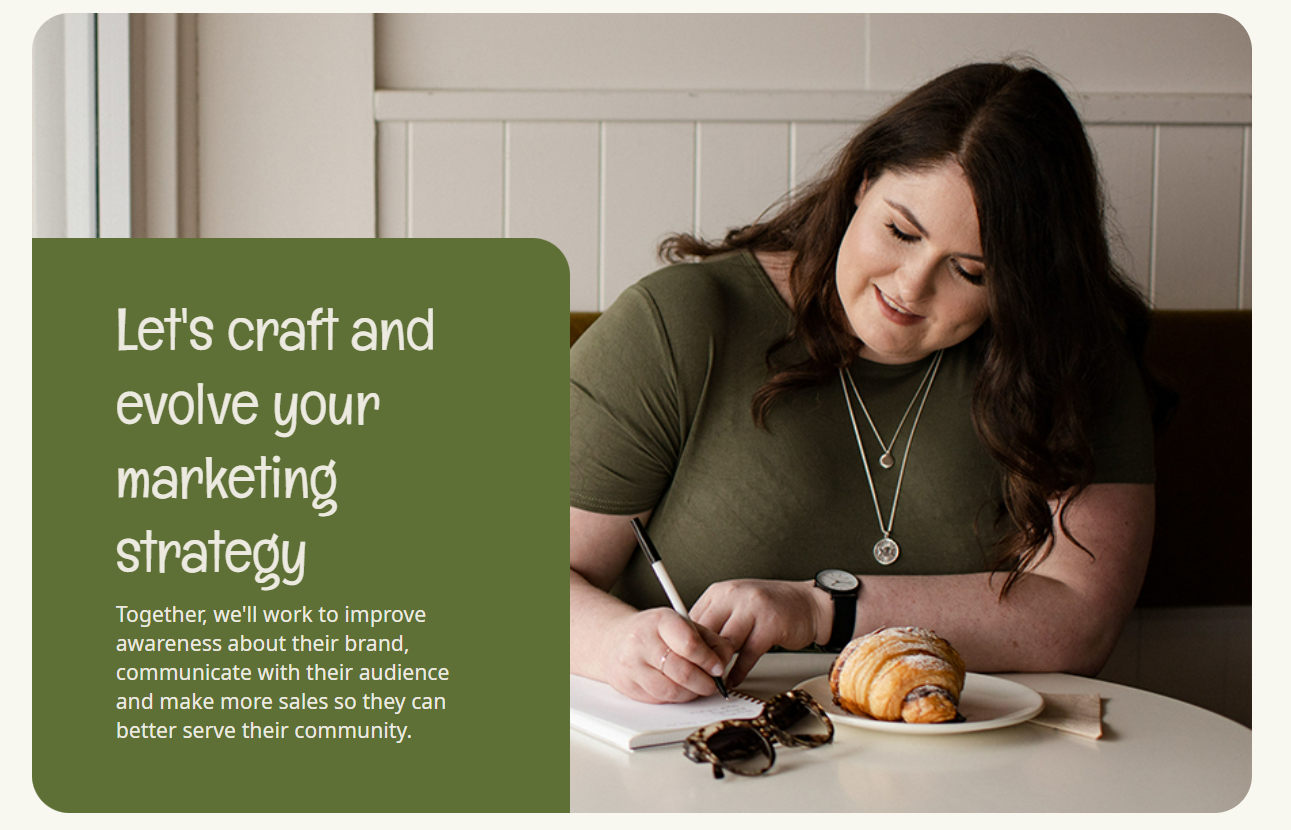 Let's craft and
evolve your
marketing
strategy
Together, we'll work to improve
awareness about their brand,
communicate with their audience
and make more sales so they can
better serve their community.